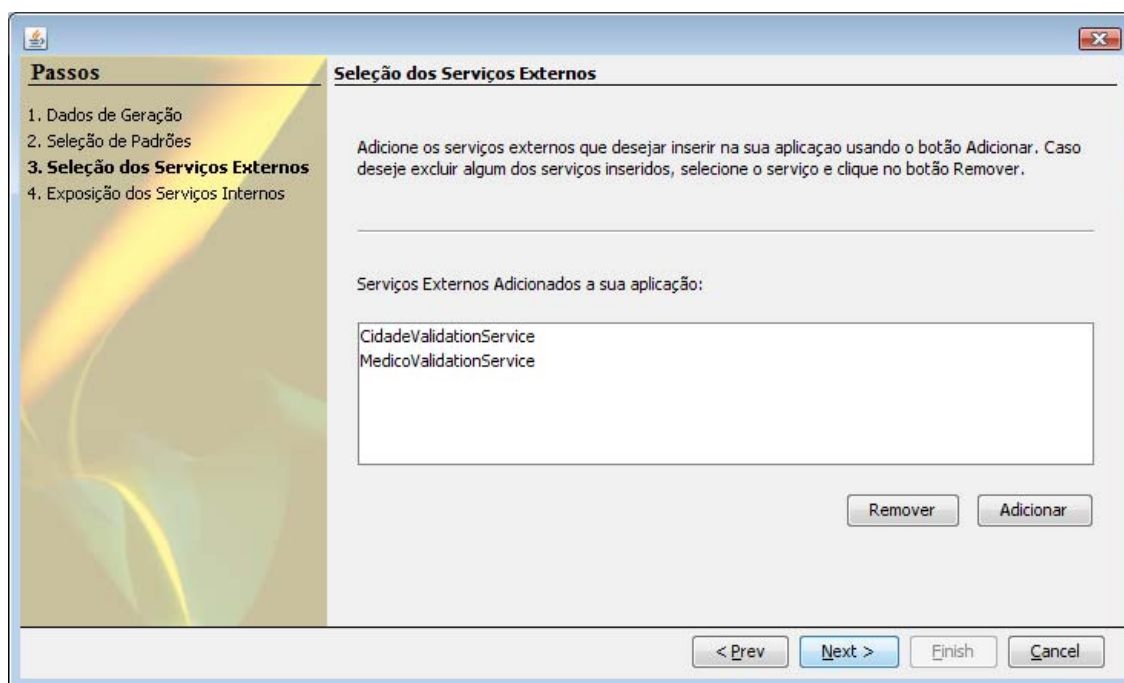 Passos
1. Dados de Geração
2. Seleção de Padrões
3. Seleção dos Serviços Externos
4. Exposição dos Serviços Internos
Seleção dos Serviços Externos
Adicione os serviços externos que desejar inserir na sua aplicaçao usando o botão Adicionar. Caso
deseje excluir algum dos serviços inseridos, selecione o serviço e clique no botão Remover.
Serviços Externos Adicionados a sua aplicação:
CidadeValidationService
MedicoValidationService
Remover Adicionar
< Prev Next > Finish Cancel